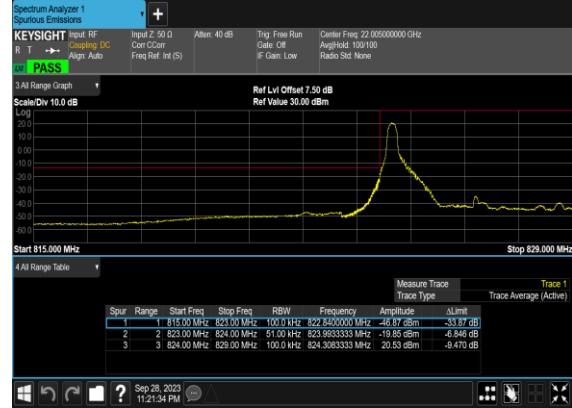 Spectrum Analyzer 1
Spurious Emissions
+
KEYSIGHT Input: RF Input Z: 50 Ω Atten: 40 dB Trig: Free Run Center Freq: 22.005000000 GHz
R T Coupling: DC Corr CCorr Gate: Off Avg|Hold: 100/100
Align: Auto Freq Ref: Int (S) IF Gain: Low Radio Std: None
PASS
3 All Range Graph
Ref Lvl Offset 7.50 dB
Scale/Div 10.0 dB Ref Value 30.00 dBm
Log
20.0
10.0
0.00
-10.0
-20.0
-30.0
-40.0
-50.0
-60.0
Start 815.000 MHz Stop 829.000 MHz
4 All Range Table
Measure Trace Trace 1
Trace Type Trace Average (Active)
Spur Range Start Freq Stop Freq RBW Frequency Amplitude ΔLimit
1 1 815.00 MHz 823.00 MHz 100.0 kHz 822.8400000 MHz -46.87 dBm -33.87 dB
2 2 823.00 MHz 824.00 MHz 51.00 kHz 823.9933333 MHz -19.85 dBm -6.846 dB
3 3 824.00 MHz 829.00 MHz 100.0 kHz 824.3083333 MHz 20.53 dBm -9.470 dB
?
Sep 28, 2023
11:21:34 PM